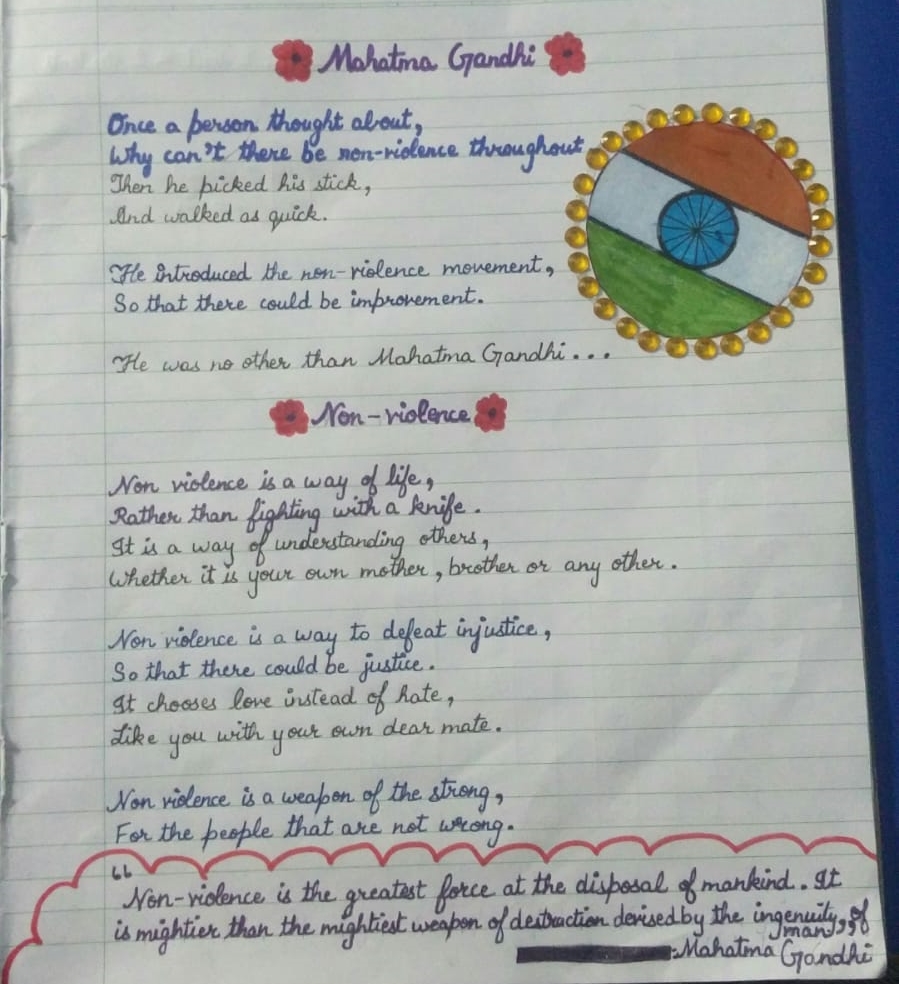 Mahatma Gandhi
Once a person thought about,
Why can't there be non-violence throughout
Then he picked his stick,
And walked as quick.
He introduced the non-violence movement,
So that there could be improvement.
He was no other than Mahatma Gandhi...
Non-violence
Non violence is a way of life,
Rather than fighting with a knife.
It is a way of understanding others,
Whether it is your own mother, brother or any other.
Non violence is a way to defeat injustice,
So that there could be justice.
It chooses love instead of hate,
Like you with your own dear mate.
Non violence is a weapon of the strong,
For the people that are not wrong.
“Non-violence is the greatest force at the disposal of mankind. It
is mightier than the mightiest weapon of destraction devised by the ingenuity of
man,”
:-Mahatma Gandhi